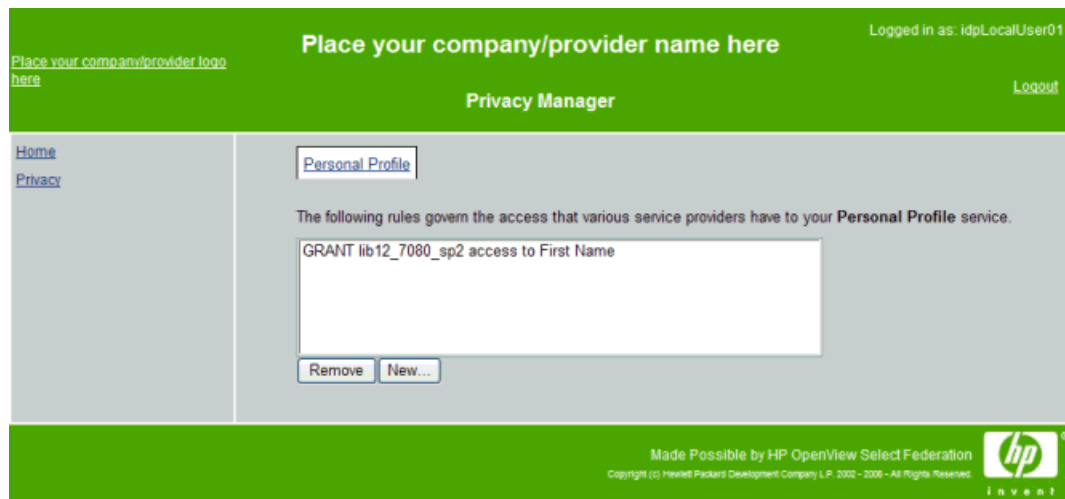 Place your company/provider logo
here
Place your company/provider name here
Privacy Manager
Logged in as: idpLocalUser01
Logout
Home
Privacy
Personal Profile
The following rules govern the access that various service providers have to your Personal Profile service.
GRANT lib12_7080_sp2 access to First Name
Remove
New...
Made Possible by HP OpenView Select Federation
Copyright (c) Hewlett Packard Development Company L.P. 2002 - 2006 - All Rights Reserved.
hp
®
invent